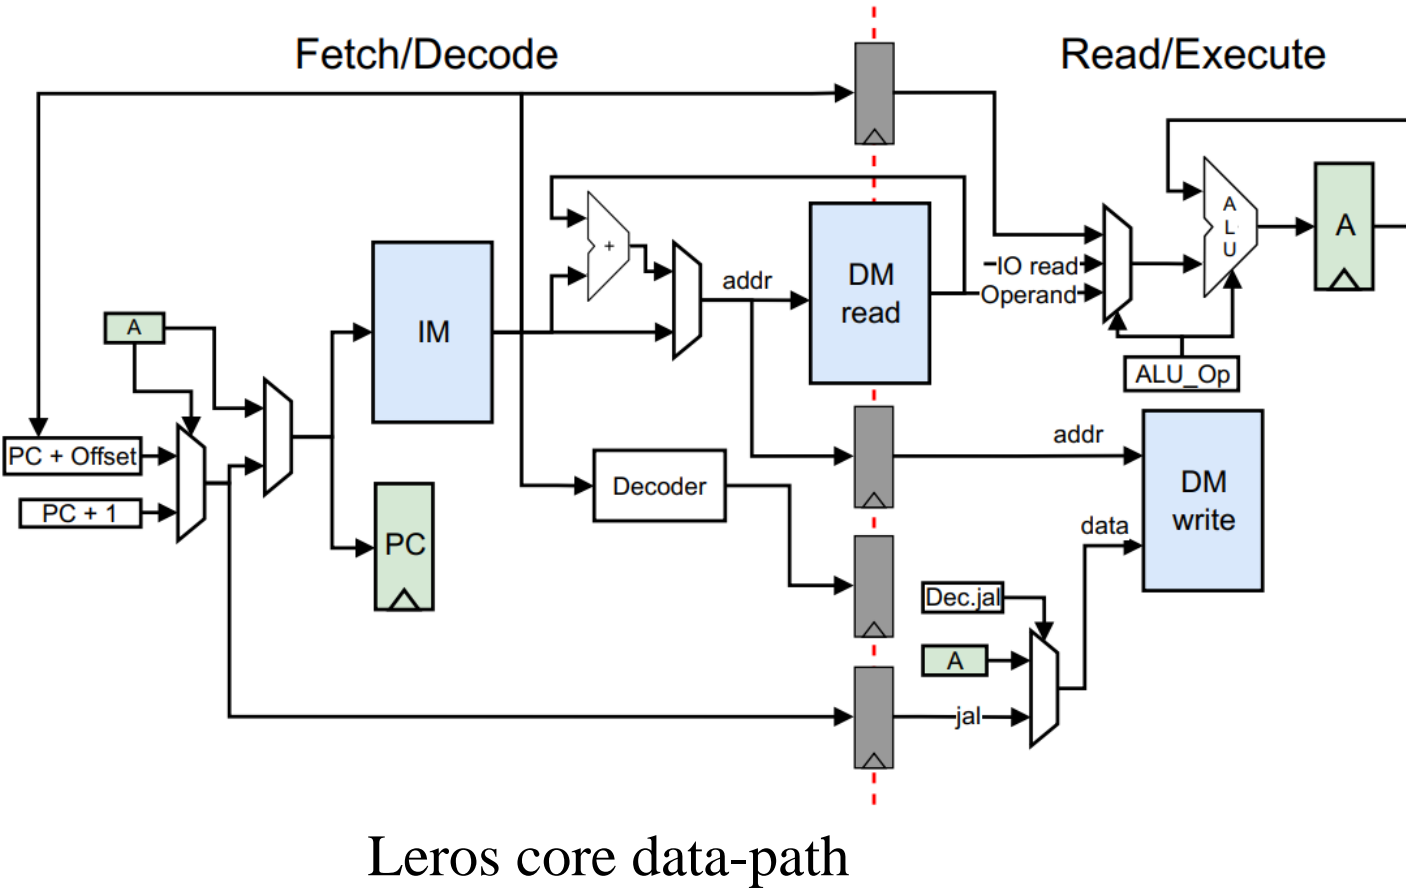 Fetch/Decode
Read/Execute
A
L
U
A
+
addr
DM
read
IO read
Operand
IM
A
ALU_Op
PC + Offset
PC + 1
Decoder
PC
addr
DM
write
data
Dec.jal
A
jal
Leros core data-path